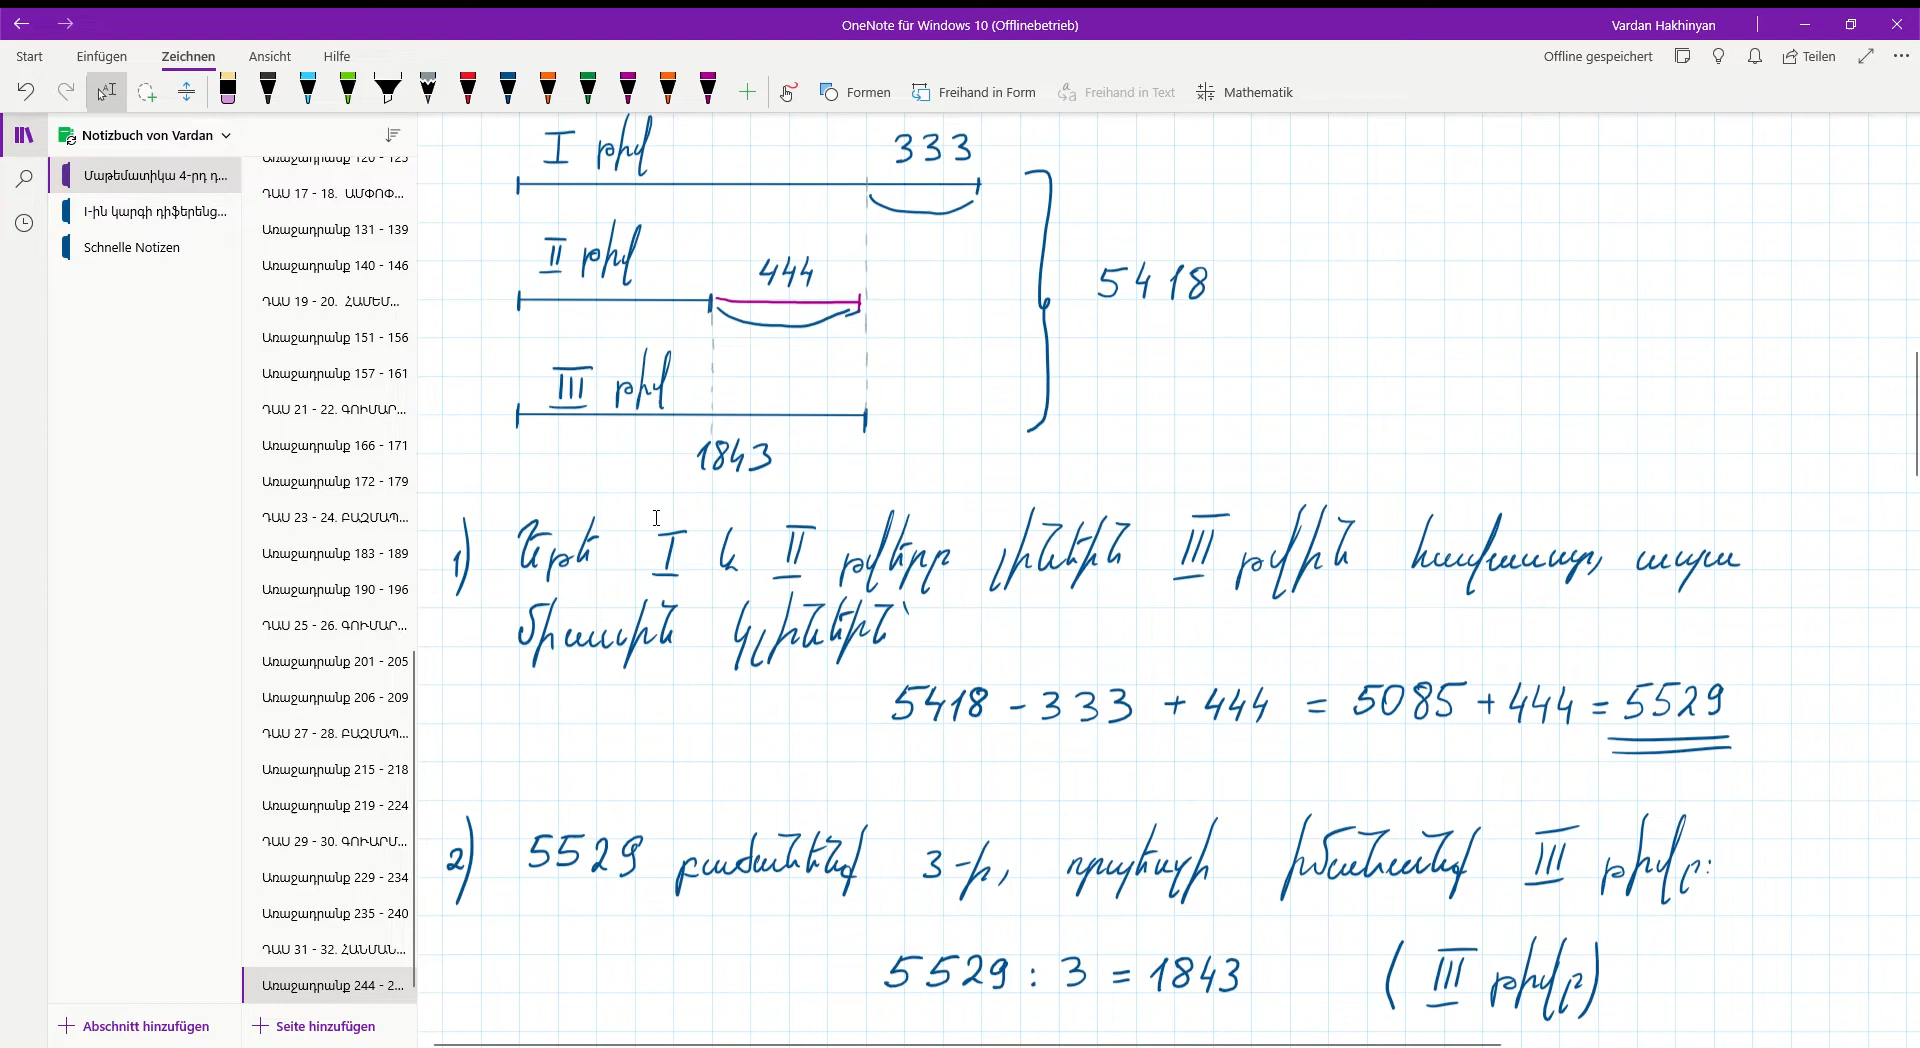 OneNote für Windows 10 (Offlinebetrieb)
Vardan Hakhinyan
Start
Einfügen
Zeichnen
Ansicht
Hilfe
Offline gespeichert
Teilen
Formen
Freihand in Form
Freihand in Text
Mathematik
Notizbuch von Vardan
Մաթեմատիկա 4-րդ դ...
I-ին կարգի դիֆերենց...
Schnelle Notizen
Առաջադրանք 120 - 125
ԴԱՍ 17 - 18. ԱՄՓՈՓ...
Առաջադրանք 131 - 139
Առաջադրանք 140 - 146
ԴԱՍ 19 - 20. ՀԱՄԵՄ...
Առաջադրանք 151 - 156
Առաջադրանք 157 - 161
ԴԱՍ 21 - 22. ԳՈՒՄԱՐ...
Առաջադրանք 166 - 171
Առաջադրանք 172 - 179
ԴԱՍ 23 - 24. ԲԱԶՄԱՊ...
Առաջադրանք 183 - 189
Առաջադրանք 190 - 196
ԴԱՍ 25 - 26. ԳՈՒՄԱՐ...
Առաջադրանք 201 - 205
Առաջադրանք 206 - 209
ԴԱՍ 27 - 28. ԲԱԶՄԱՊ...
Առաջադրանք 215 - 218
Առաջադրանք 219 - 224
ԴԱՍ 29 - 30. ԳՈՒԱՐՄ...
Առաջադրանք 229 - 234
Առաջադրանք 235 - 240
ԴԱՍ 31 - 32. ՀԱՆՄԱՆ...
Առաջադրանք 244 - 2...
Abschnitt hinzufügen
Seite hinzufügen
I թիվ 333
II թիվ 444
5418
III թիվ
1843
1) Եթե I և II թվերը լինեին III թվին հավասար, ապա
միասին կլինեին՝
5418 - 333 + 444 = 5085 + 444 = 5529
2) 5529 բաժանենք 3-ի, որպեսզի իմանանք III թիվը։
5529 : 3 = 1843 (III թիվը)